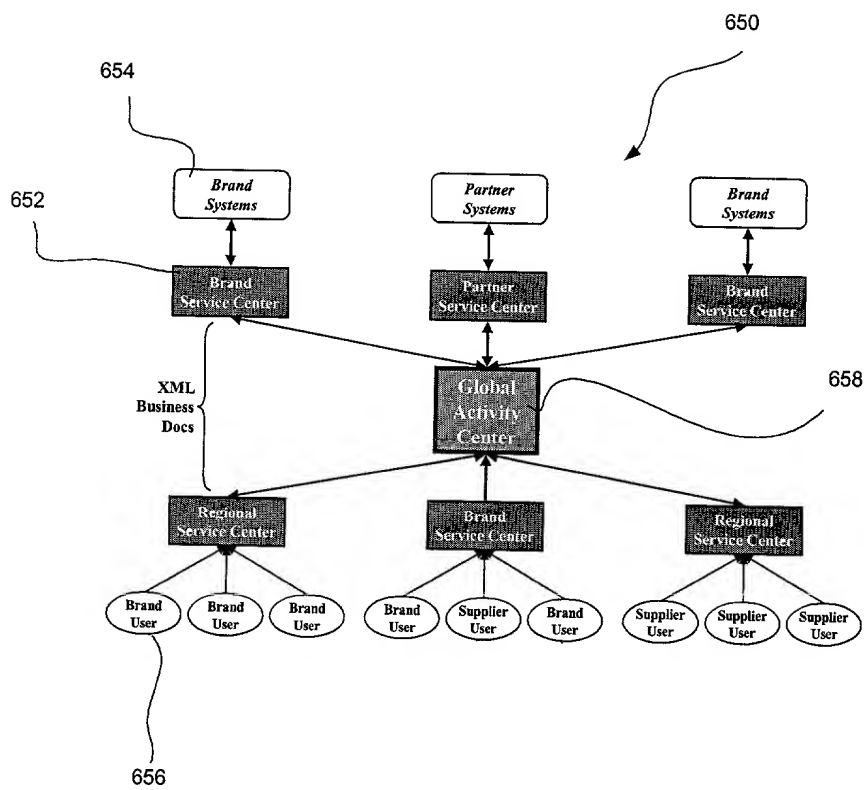 650
654
Brand
Systems
Partner
Systems
Brand
Systems
652
Brand
Service Center
Partner
Service Center
Brand
Service Center
XML
Business
Docs
Global
Activity
Center
658
Regional
Service Center
Brand
Service Center
Regional
Service Center
Brand
User
Brand
User
Brand
User
Brand
User
Supplier
User
Brand
User
Supplier
User
Supplier
User
Supplier
User
656